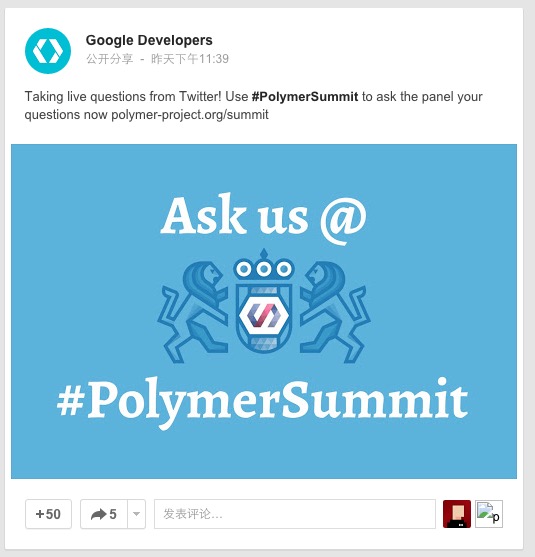 Google Developers
公开分享 - 昨天下午11:39
Taking live questions from Twitter! Use #PolymerSummit to ask the panel your
questions now polymer-project.org/summit
Ask us @
#PolymerSummit
+50
5
发表评论...
p